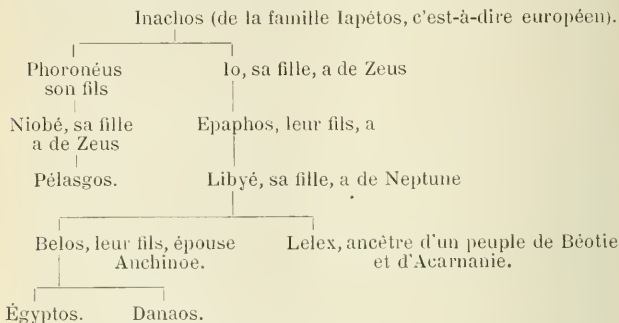 Inachos (de la famille Iapétos, c'est-à-dire européen).
Phoronéus
son fils
Io, sa fille, a de Zeus
Niobé, sa fille
a de Zeus
Epaphos, leur fils, a
Pélasgos.
Libyé, sa fille, a de Neptune
Belos, leur fils, épouse
Anchinoe.
Lelex, ancêtre d'un peuple de Béotie
et d'Acarnanie.
Égyptos.
Danaos.